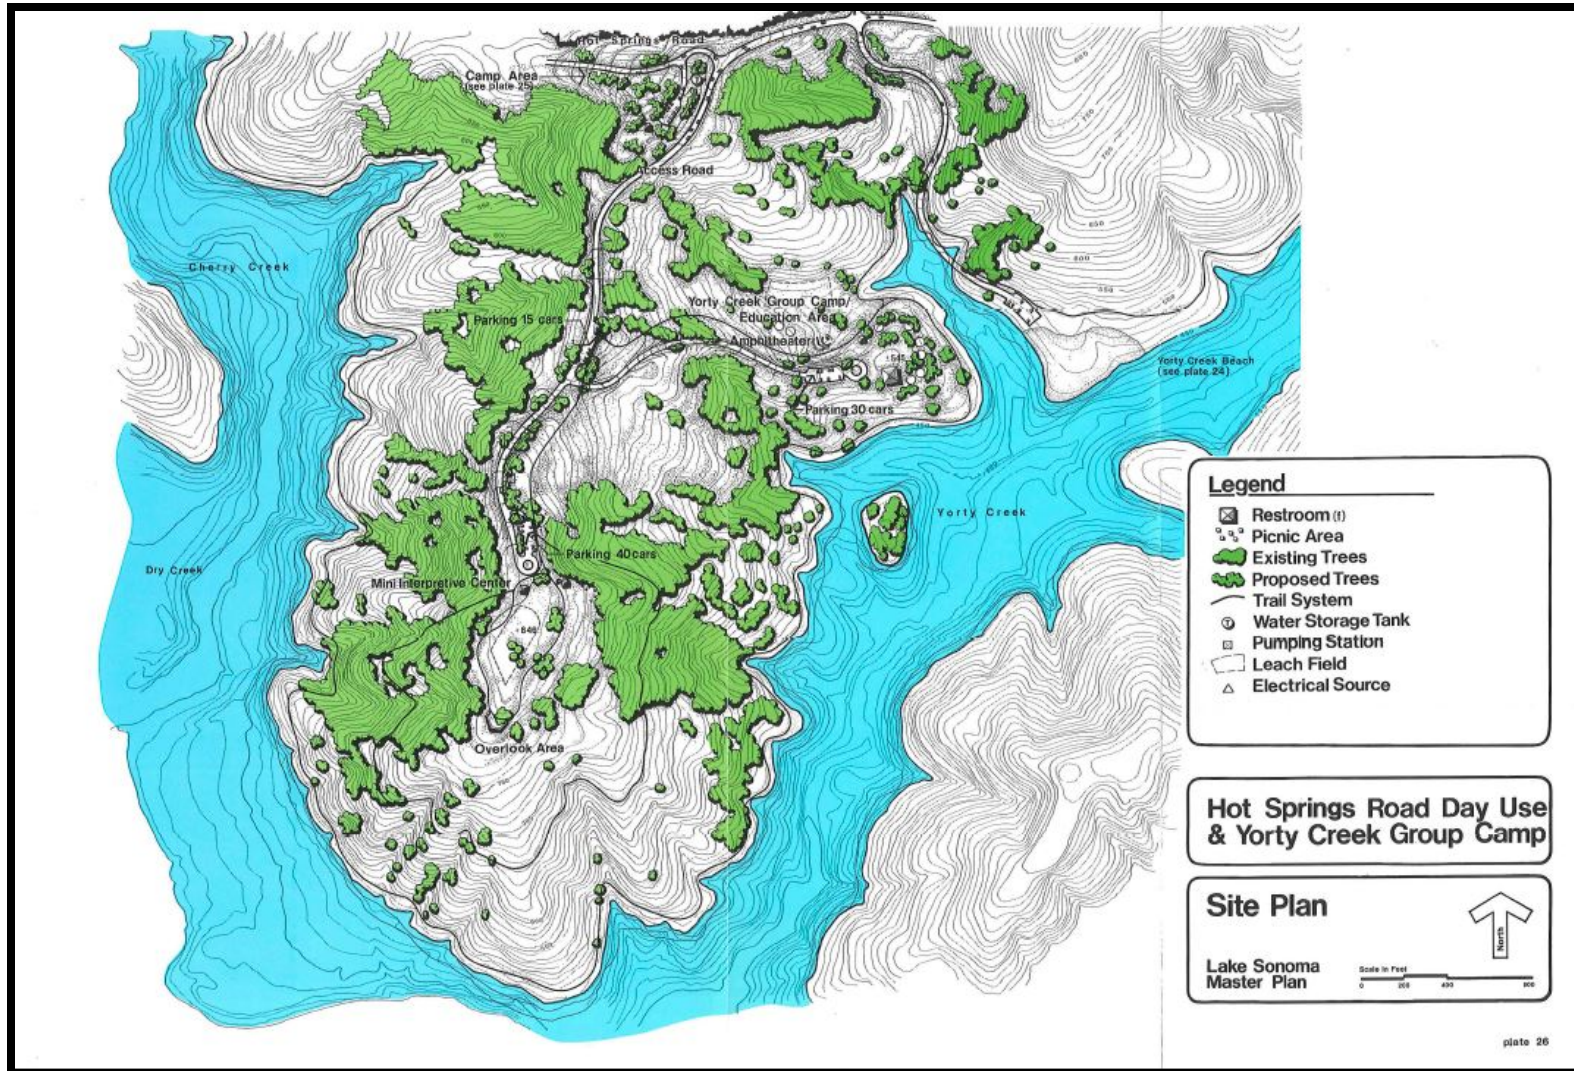 Hot Springs Road
Camp Area
(see plate 25)
Access Road
Cherry Creek
Parking 15 cars
Yorty Creek Group Camp/
Education Area
Amphitheater
Yorty Creek Beach
(see plate 24)
Parking 30 cars
Yorty Creek
Dry Creek
Parking 40 cars
Mini Interpretive Center
Overlook Area
Legend
Restroom (f)
Picnic Area
Existing Trees
Proposed Trees
Trail System
Water Storage Tank
Pumping Station
Leach Field
Electrical Source
Hot Springs Road Day Use
& Yorty Creek Group Camp
Site Plan
North
Lake Sonoma
Master Plan
Scale in Feet
0 200 400 800
plate 26